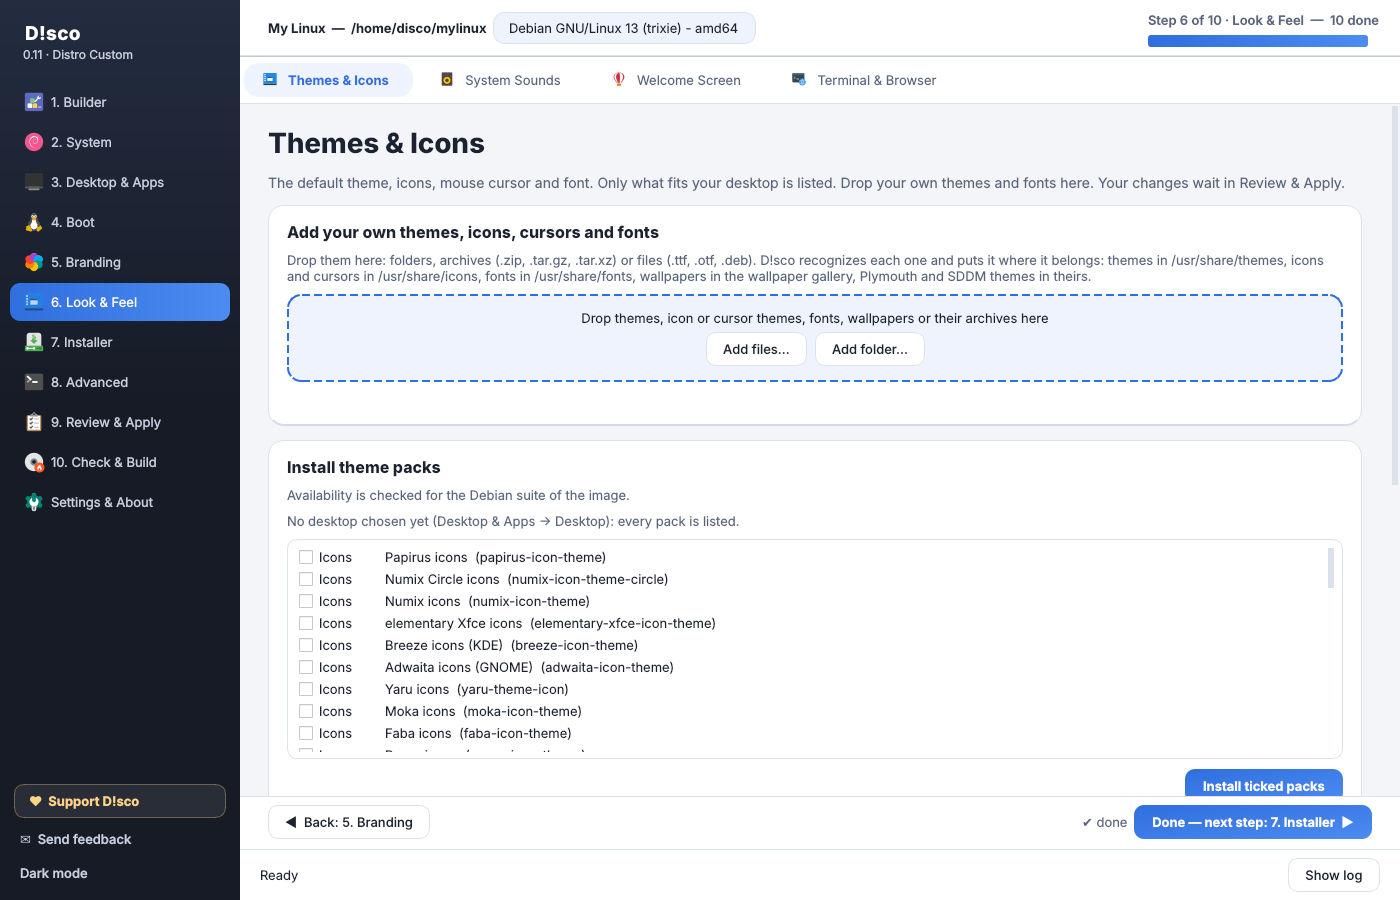 D!sco
0.11 · Distro Custom
1. Builder
2. System
3. Desktop & Apps
4. Boot
5. Branding
6. Look & Feel
7. Installer
8. Advanced
9. Review & Apply
10. Check & Build
Settings & About
Support D!sco
Send feedback
Dark mode
My Linux — /home/disco/mylinux
Debian GNU/Linux 13 (trixie) - amd64
Step 6 of 10 · Look & Feel — 10 done
Themes & Icons
System Sounds
Welcome Screen
Terminal & Browser
Themes & Icons
The default theme, icons, mouse cursor and font. Only what fits your desktop is listed. Drop your own themes and fonts here. Your changes wait in Review & Apply.
Add your own themes, icons, cursors and fonts
Drop them here: folders, archives (.zip, .tar.gz, .tar.xz) or files (.ttf, .otf, .deb). D!sco recognizes each one and puts it where it belongs: themes in /usr/share/themes, icons
and cursors in /usr/share/icons, fonts in /usr/share/fonts, wallpapers in the wallpaper gallery, Plymouth and SDDM themes in theirs.
Drop themes, icon or cursor themes, fonts, wallpapers or their archives here
Add files...
Add folder...
Install theme packs
Availability is checked for the Debian suite of the image.
No desktop chosen yet (Desktop & Apps → Desktop): every pack is listed.
Icons Papirus icons (papirus-icon-theme)
Icons Numix Circle icons (numix-icon-theme-circle)
Icons Numix icons (numix-icon-theme)
Icons elementary Xfce icons (elementary-xfce-icon-theme)
Icons Breeze icons (KDE) (breeze-icon-theme)
Icons Adwaita icons (GNOME) (adwaita-icon-theme)
Icons Yaru icons (yaru-theme-icon)
Icons Moka icons (moka-icon-theme)
Icons Faba icons (faba-icon-theme)
Install ticked packs
◀ Back: 5. Branding
✔ done
Done — next step: 7. Installer ▶
Ready
Show log